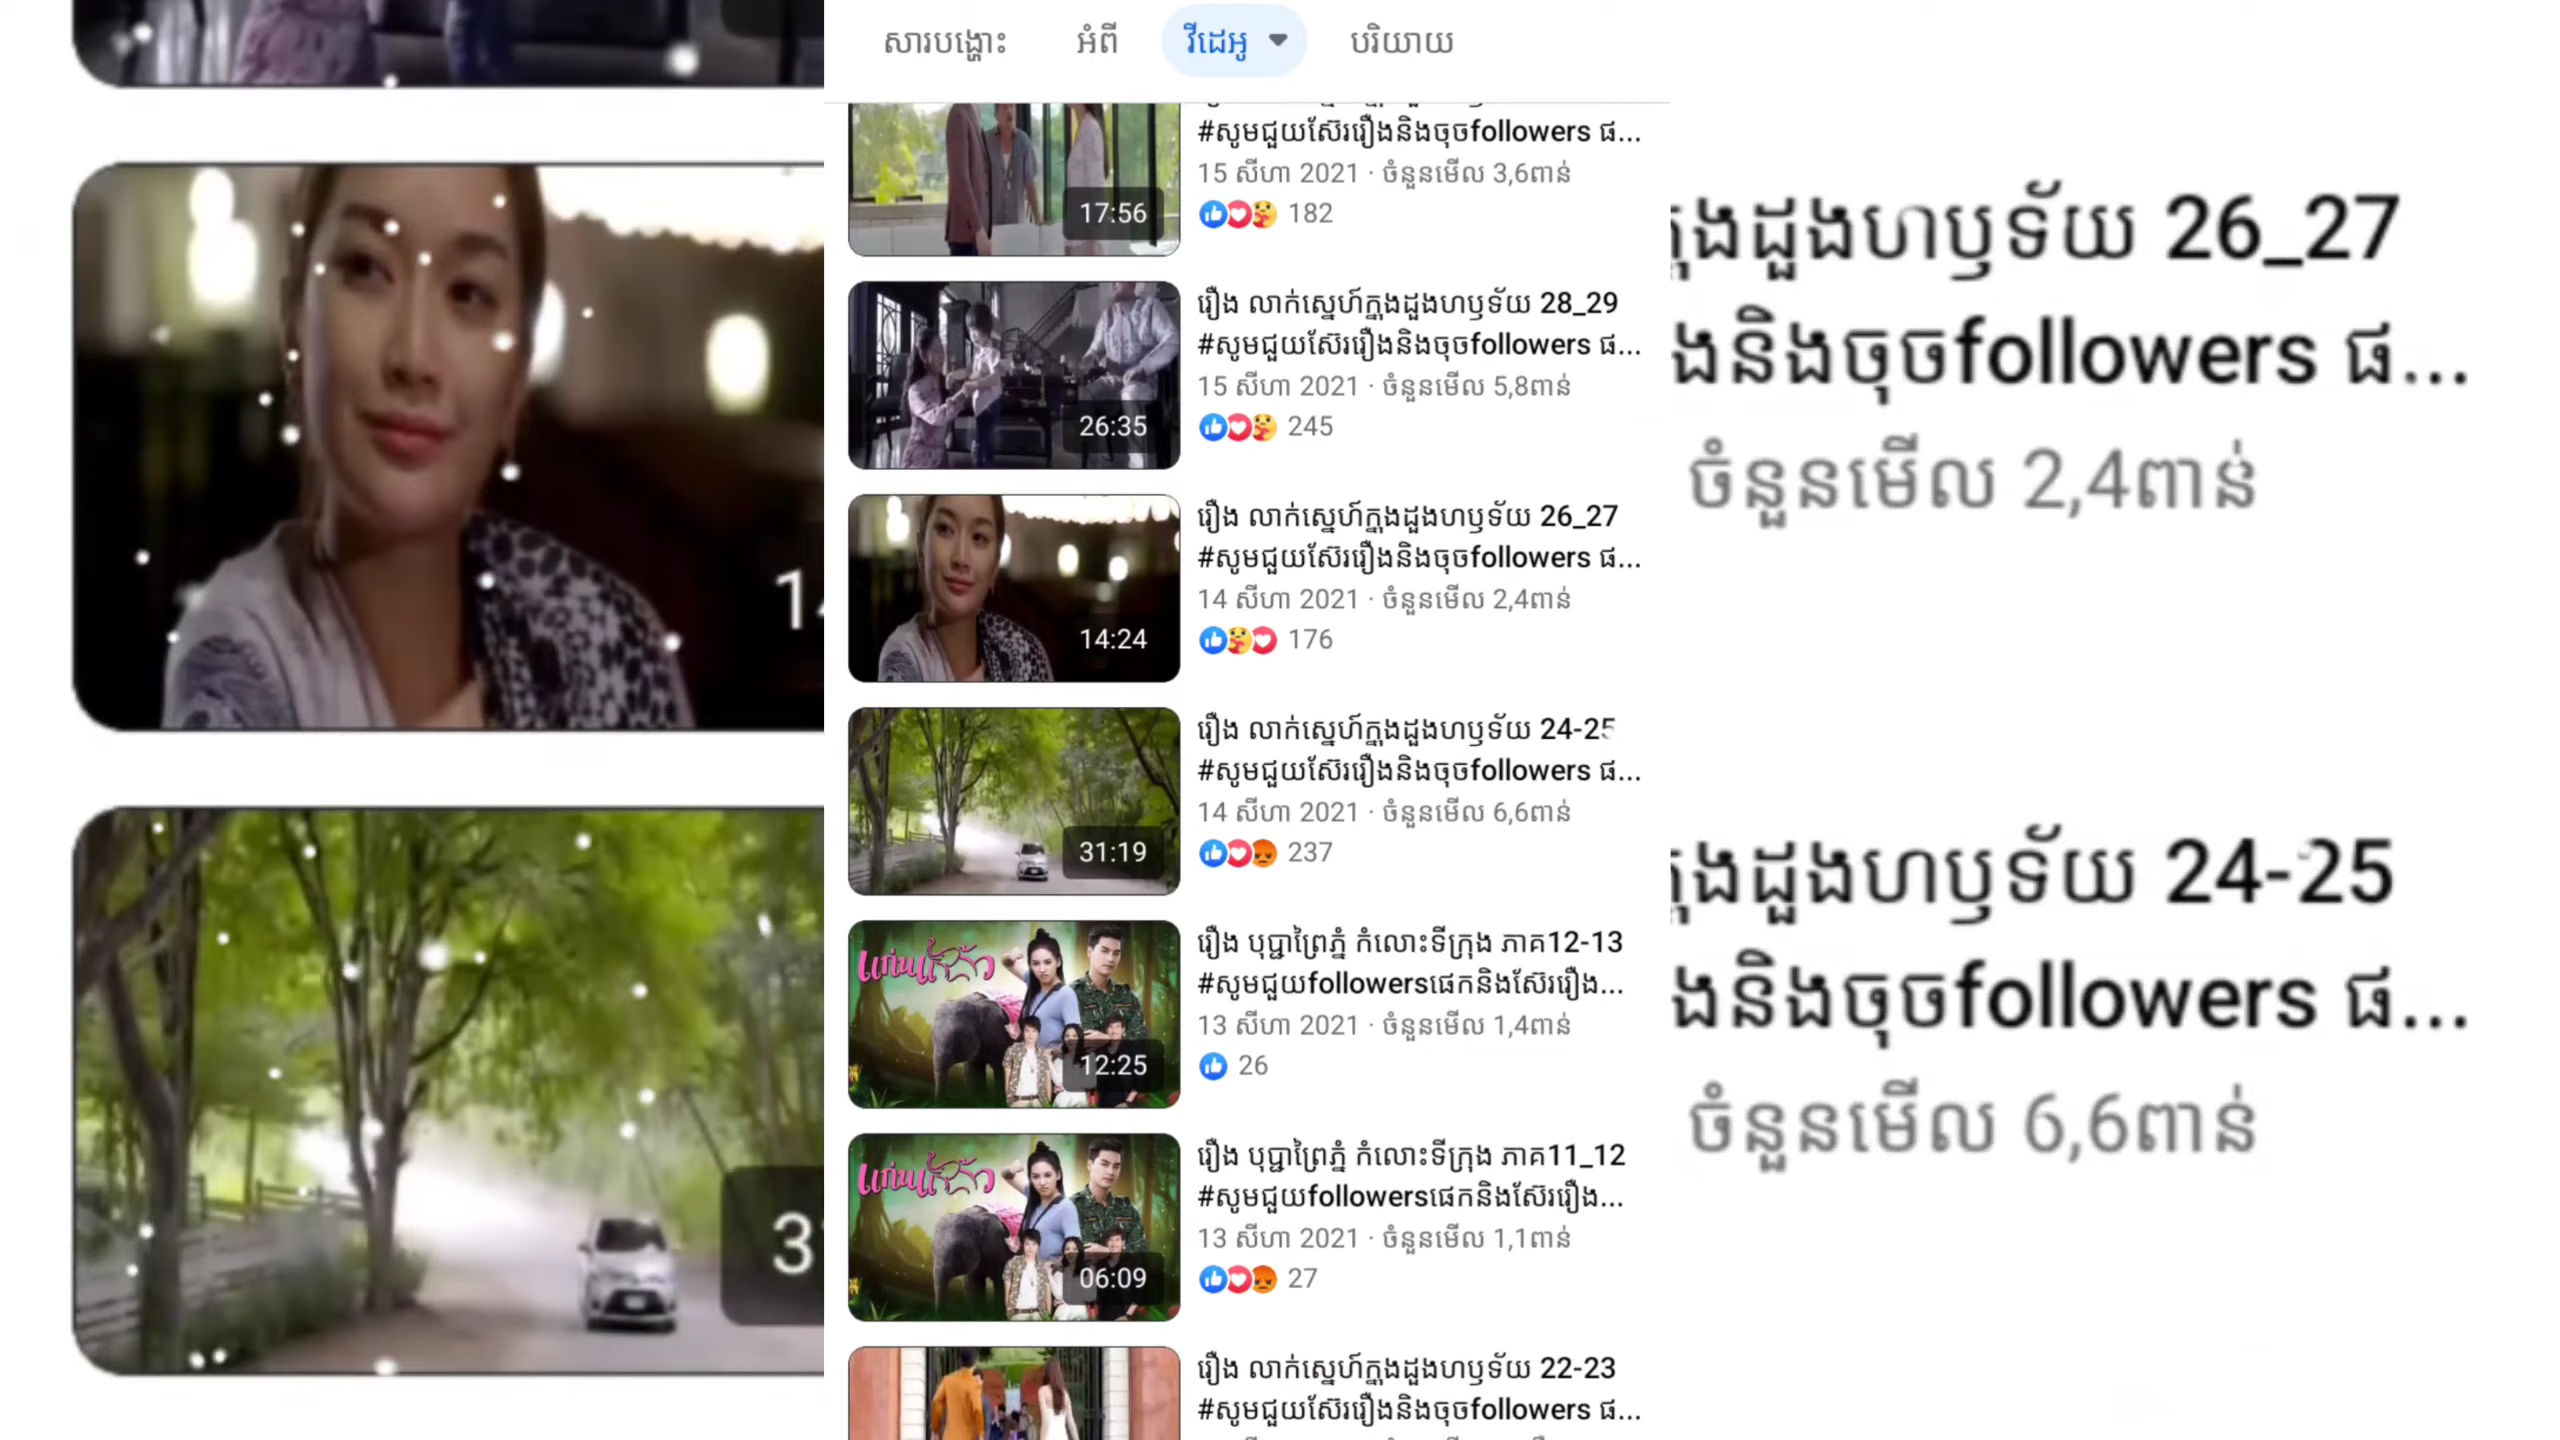 សារបង្ហោះ
អំពី
វីដេអូ
បរិយាយ
#សូមជួយស៊ែររឿងនិងចុចfollowers ផ...
15 សីហា 2021 · ចំនួនមើល 3,6ពាន់
17:56
182
រឿង លាក់ស្នេហ៍ក្នុងដួងហឫទ័យ 28_29
#សូមជួយស៊ែររឿងនិងចុចfollowers ផ...
15 សីហា 2021 · ចំនួនមើល 5,8ពាន់
26:35
245
រឿង លាក់ស្នេហ៍ក្នុងដួងហឫទ័យ 26_27
#សូមជួយស៊ែររឿងនិងចុចfollowers ផ...
14 សីហា 2021 · ចំនួនមើល 2,4ពាន់
14:24
176
រឿង លាក់ស្នេហ៍ក្នុងដួងហឫទ័យ 24-25
#សូមជួយស៊ែររឿងនិងចុចfollowers ផ...
14 សីហា 2021 · ចំនួនមើល 6,6ពាន់
31:19
237
រឿង បុប្ផាព្រៃភ្នំ កំលោះទីក្រុង ភាគ12-13
#សូមជួយfollowersផេកនិងស៊ែររឿង...
13 សីហា 2021 · ចំនួនមើល 1,4ពាន់
แก่นแก้ว
12:25
26
រឿង បុប្ផាព្រៃភ្នំ កំលោះទីក្រុង ភាគ11_12
#សូមជួយfollowersផេកនិងស៊ែររឿង...
13 សីហា 2021 · ចំនួនមើល 1,1ពាន់
แก่นแก้ว
06:09
27
រឿង លាក់ស្នេហ៍ក្នុងដួងហឫទ័យ 22-23
#សូមជួយស៊ែររឿងនិងចុចfollowers ផ...
ក្នុងដួងហឫទ័យ 26_27
ងនិងចុចfollowers ផ...
ចំនួនមើល 2,4ពាន់
ក្នុងដួងហឫទ័យ 24-25
ងនិងចុចfollowers ផ...
ចំនួនមើល 6,6ពាន់